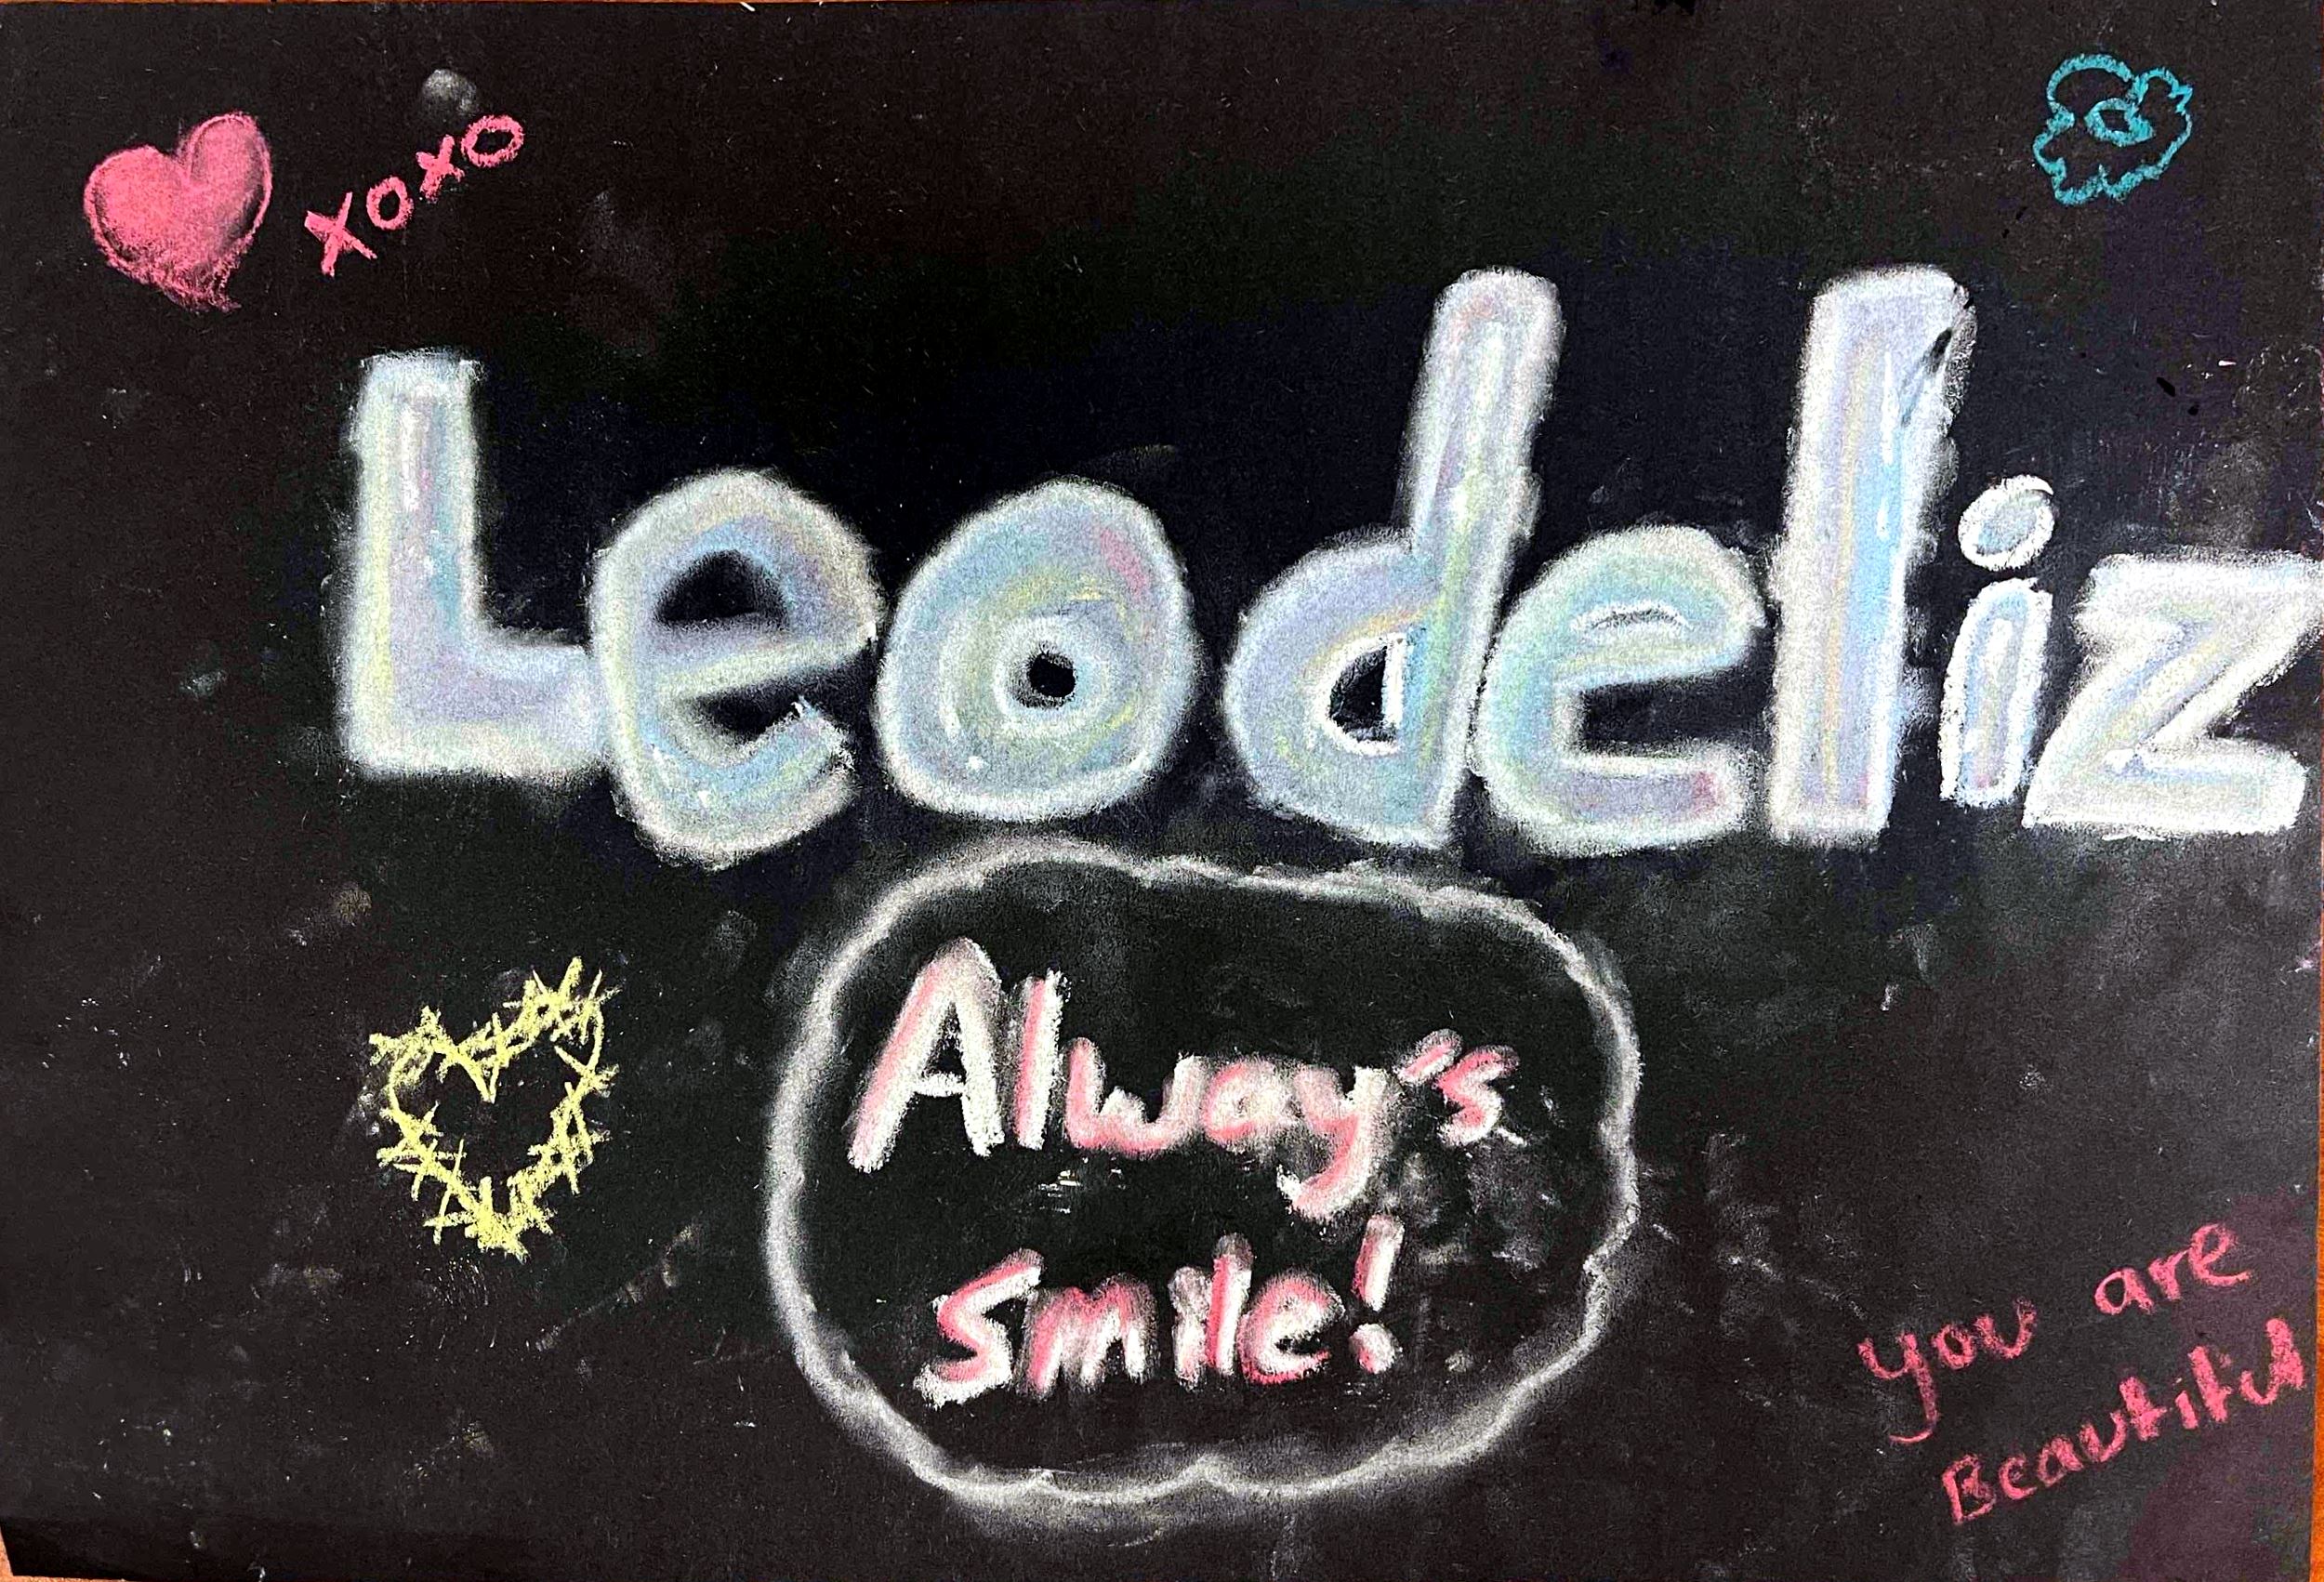 xoxo
Leodeliz
Alway's
smile!
you are
Beautiful